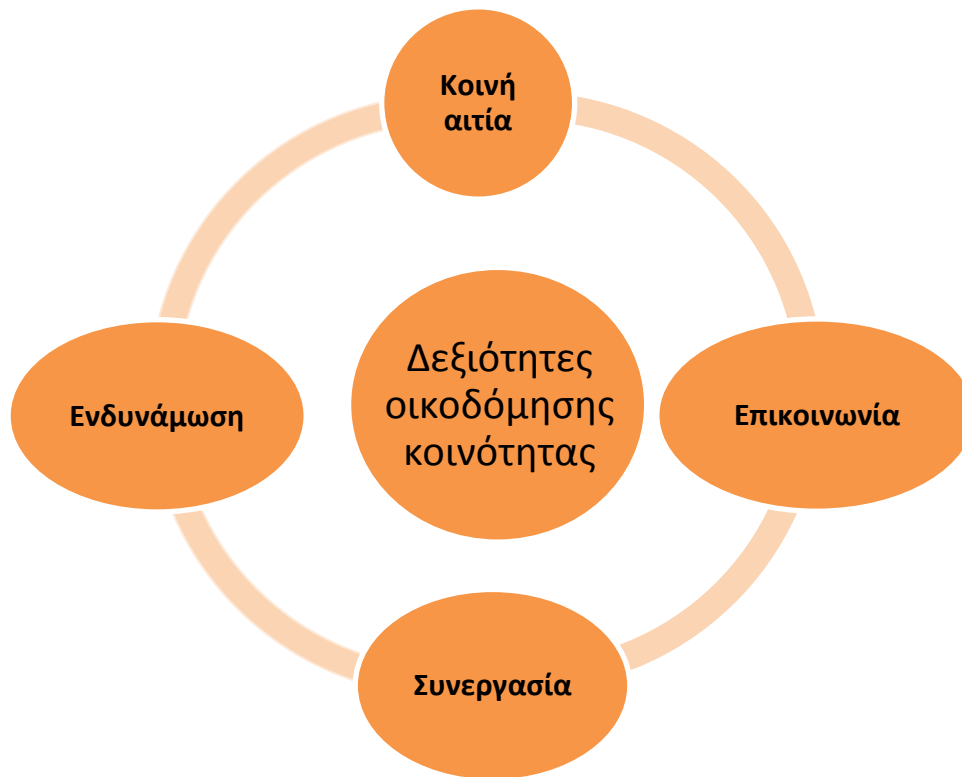 Κοινή
αιτία
Ενδυνάμωση
Δεξιότητες
οικοδόμησης
κοινότητας
Επικοινωνία
Συνεργασία